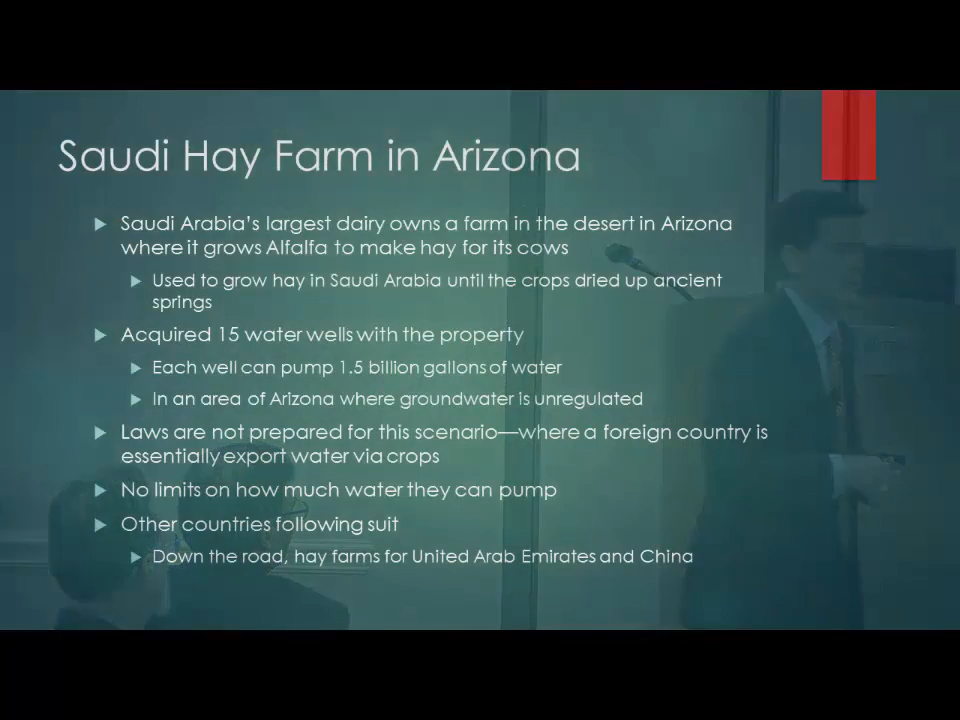 Saudi Hay Farm in Arizona
Saudi Arabia's largest dairy owns a farm in the desert in Arizona
where it grows Alfalfa to make hay for its cows
Used to grow hay in Saudi Arabia until the crops dried up ancient
springs
Acquired 15 water wells with the property
Each well can pump 1.5 billion gallons of water
In an area of Arizona where groundwater is unregulated
Laws are not prepared for this scenario—where a foreign country is
essentially export water via crops
No limits on how much water they can pump
Other countries following suit
Down the road, hay farms for United Arab Emirates and China